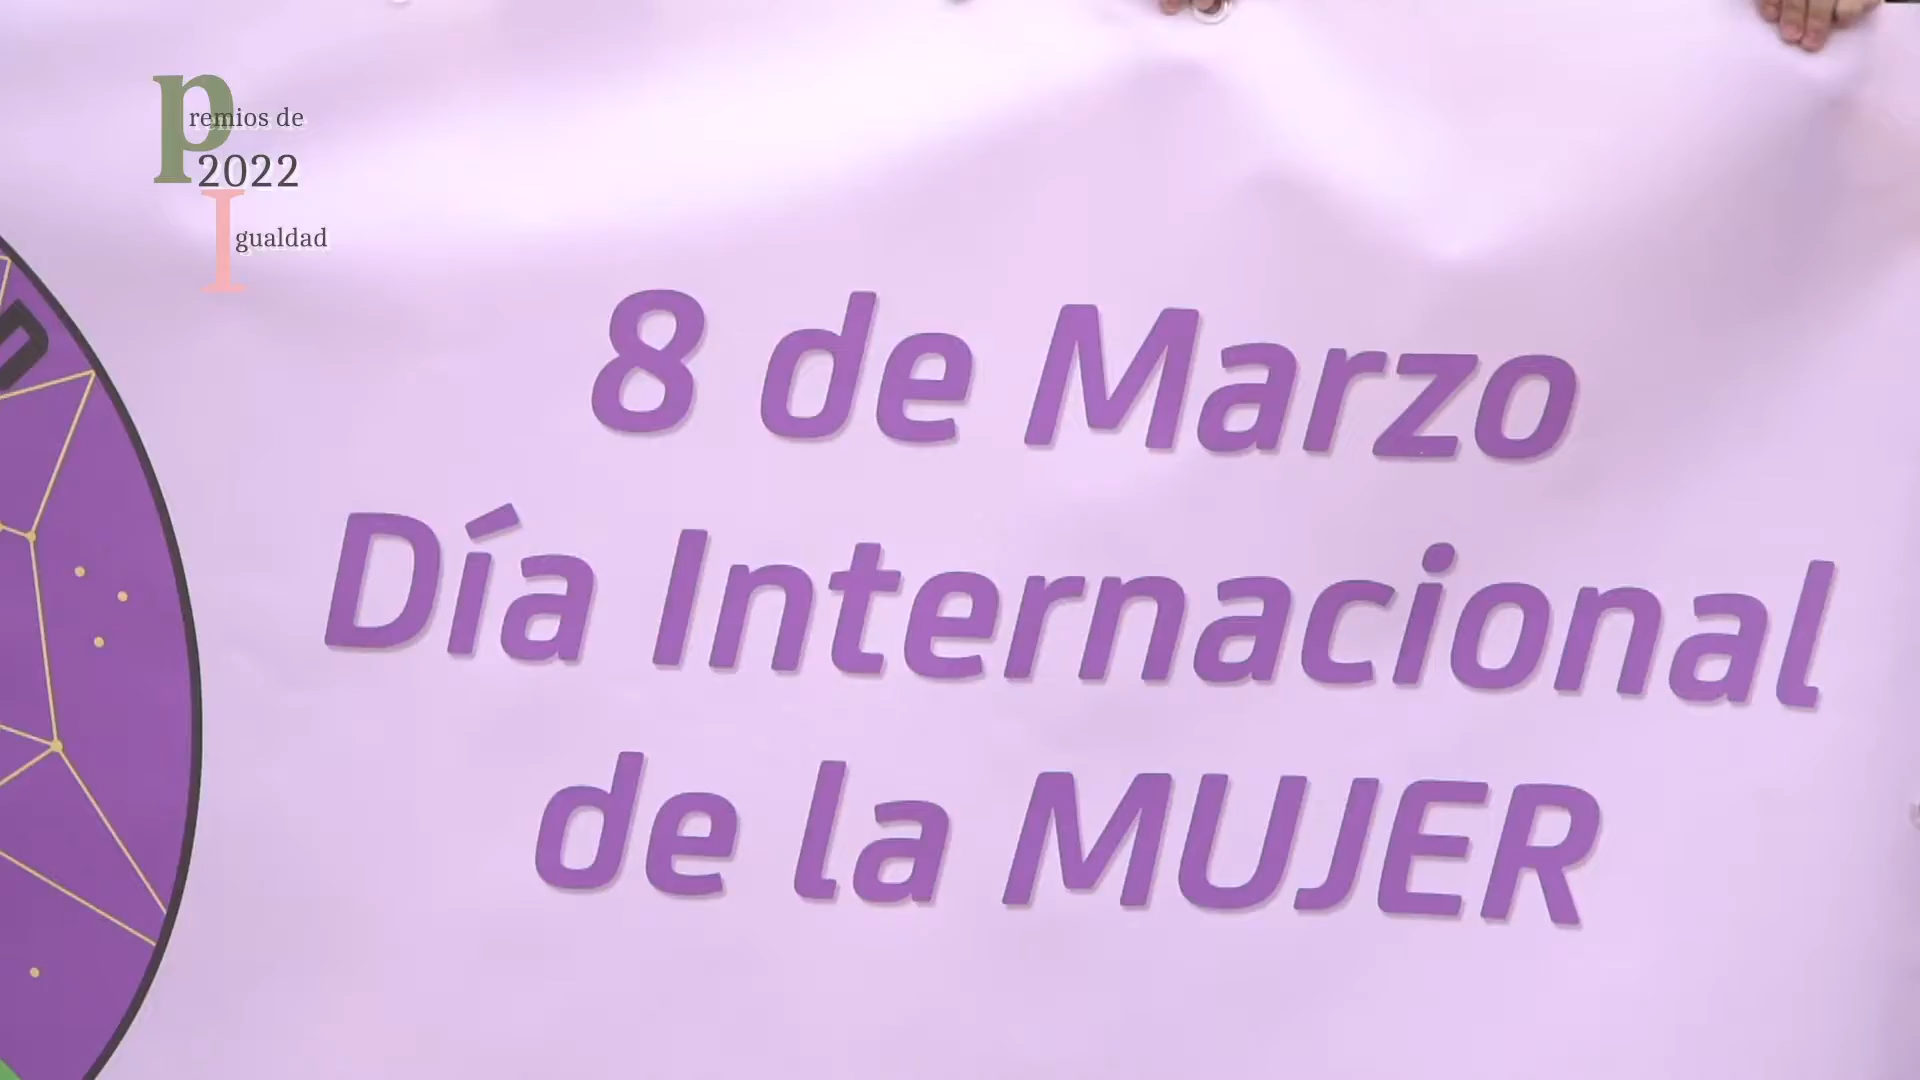 Premios de
2022
Igualdad
8 de Marzo
Día Internacional
de la MUJER